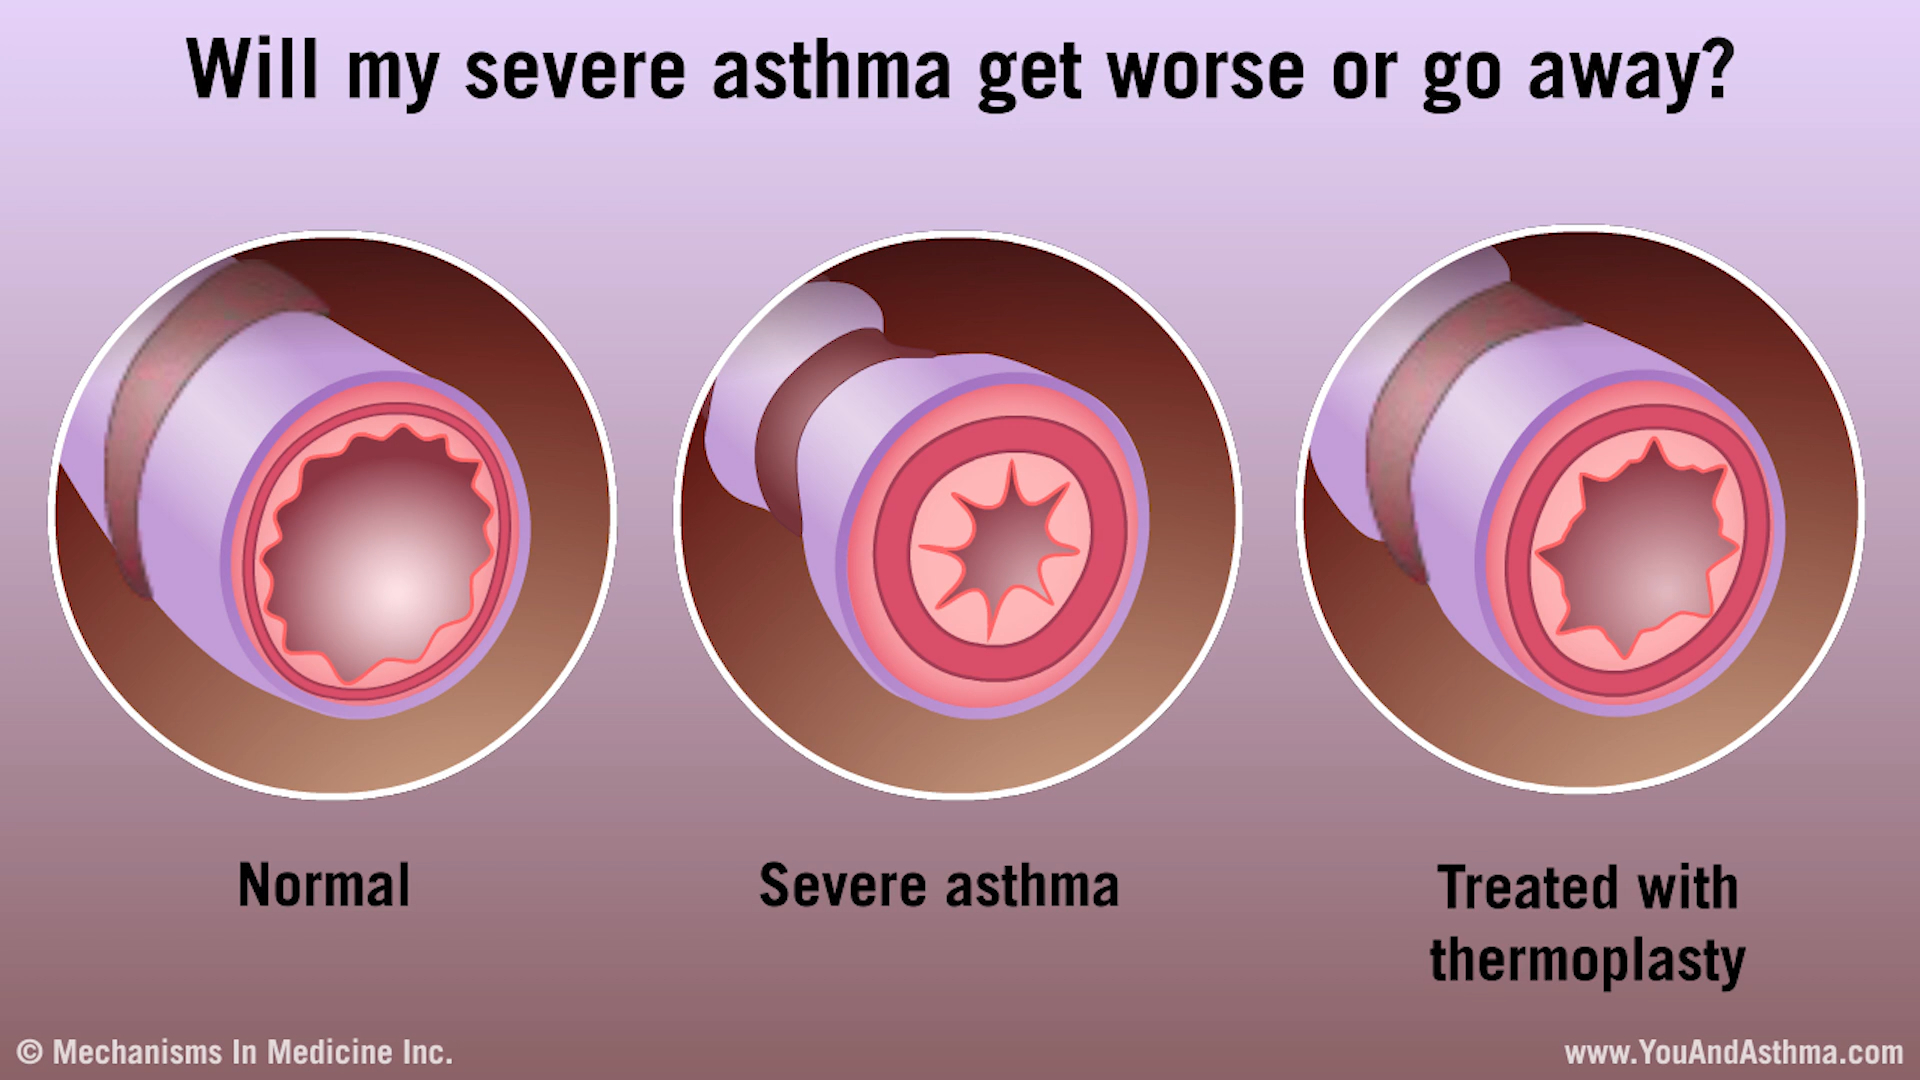 Will my severe asthma get worse or go away?
Normal
Severe asthma
Treated with
thermoplasty
© Mechanisms In Medicine Inc.
www.YouAndAsthma.com